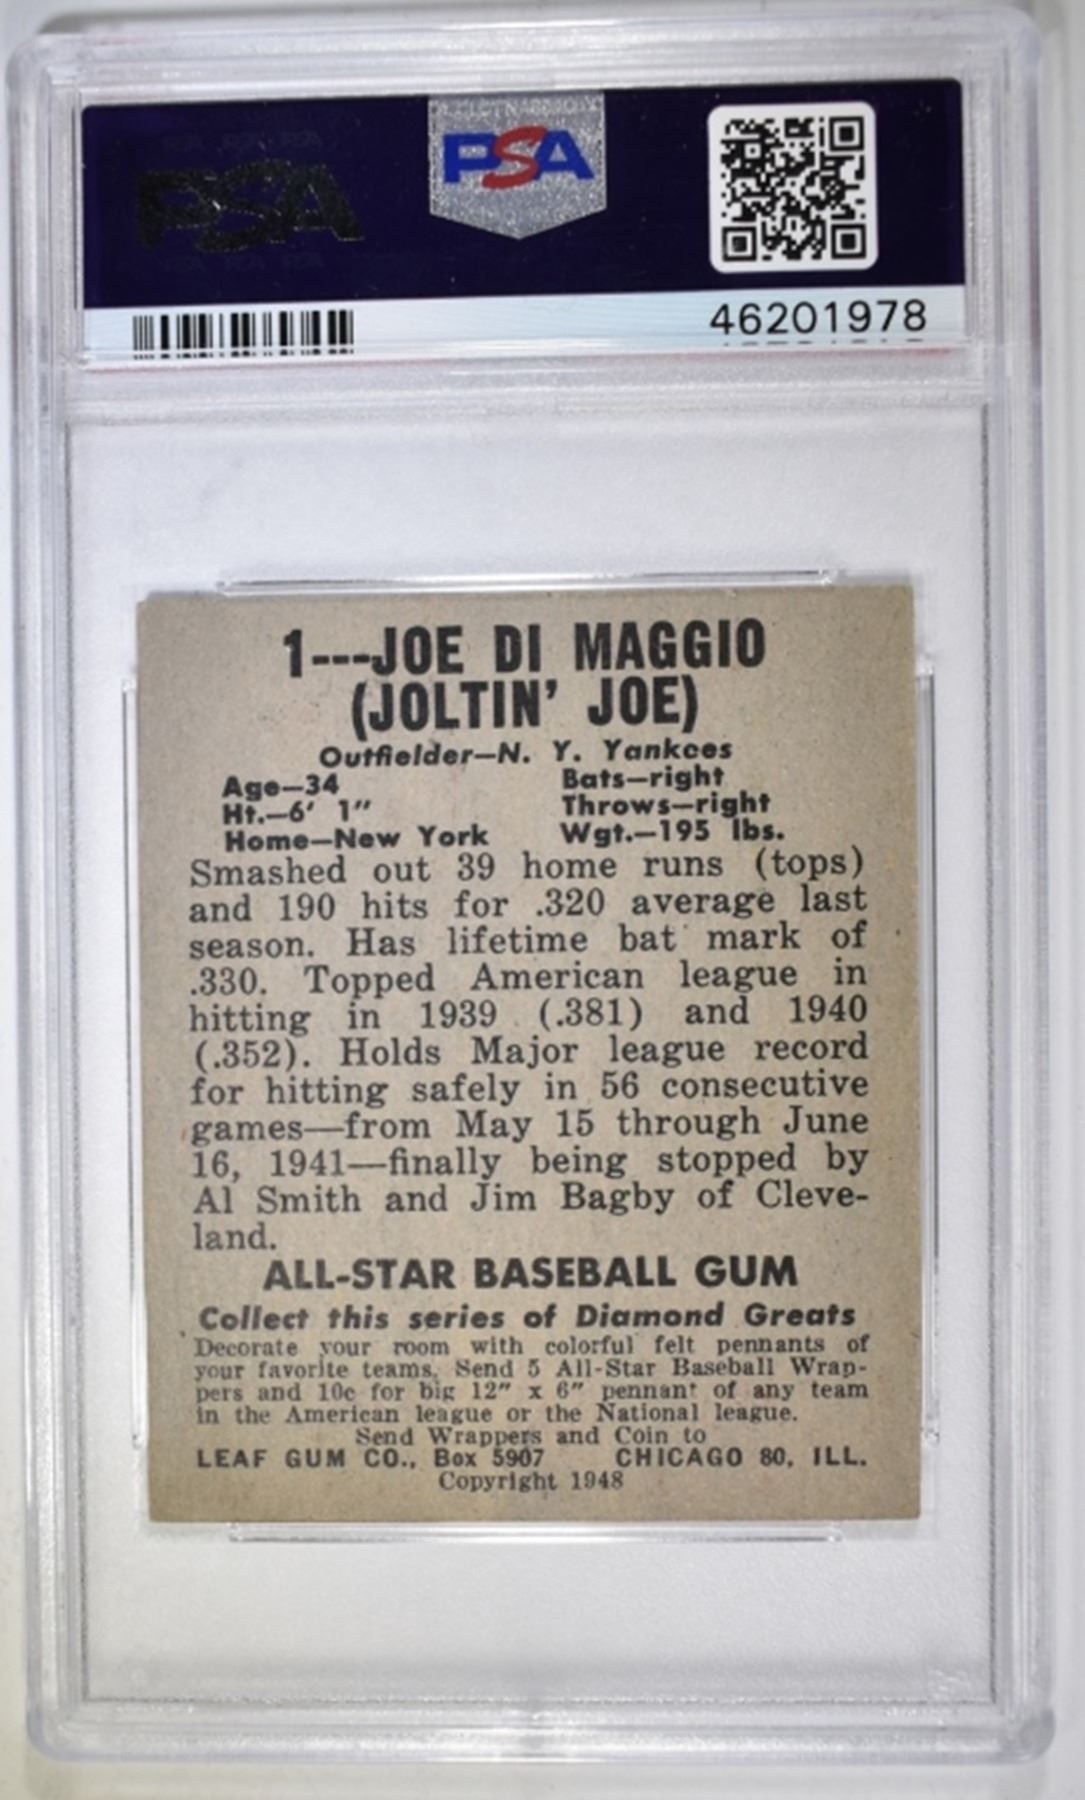 PSA
PSA
46201978
1---JOE DI MAGGIO
(JOLTIN' JOE)
Outfielder—N. Y. Yankees
Age—34 Bats—right
Ht.—6' 1" Throws—right
Home—New York Wgt.—195 lbs.
Smashed out 39 home runs (tops)
and 190 hits for .320 average last
season. Has lifetime bat mark of
.330. Topped American league in
hitting in 1939 (.381) and 1940
(.352). Holds Major league record
for hitting safely in 56 consecutive
games—from May 15 through June
16, 1941—finally being stopped by
Al Smith and Jim Bagby of Cleve-
land.
ALL-STAR BASEBALL GUM
Collect this series of Diamond Greats
Decorate your room with colorful felt pennants of
your favorite teams. Send 5 All-Star Baseball Wrap-
pers and 10c for big 12" x 6" pennant of any team
in the American league or the National league.
Send Wrappers and Coin to
LEAF GUM CO., Box 5907 CHICAGO 80, ILL.
Copyright 1948